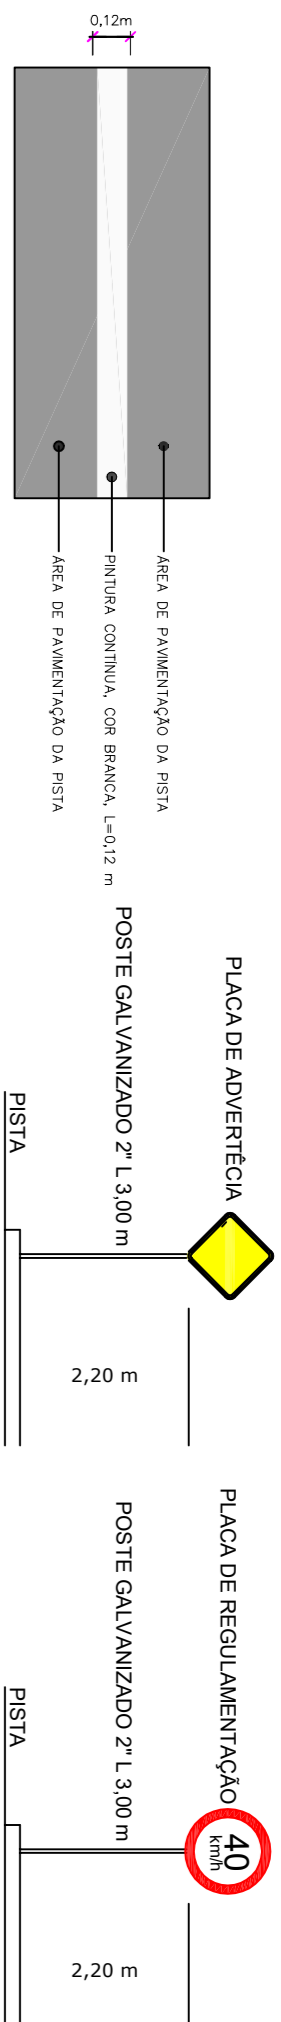 0,12m
ÁREA DE PAVIMENTAÇÃO DA PISTA
PINTURA CONTÍNUA, COR BRANCA, L=0,12 m
ÁREA DE PAVIMENTAÇÃO DA PISTA
PLACA DE ADVERTÊCIA
POSTE GALVANIZADO 2" L 3,00 m
2,20 m
PISTA
PLACA DE REGULAMENTAÇÃO
40
km/h
POSTE GALVANIZADO 2" L 3,00 m
2,20 m
PISTA